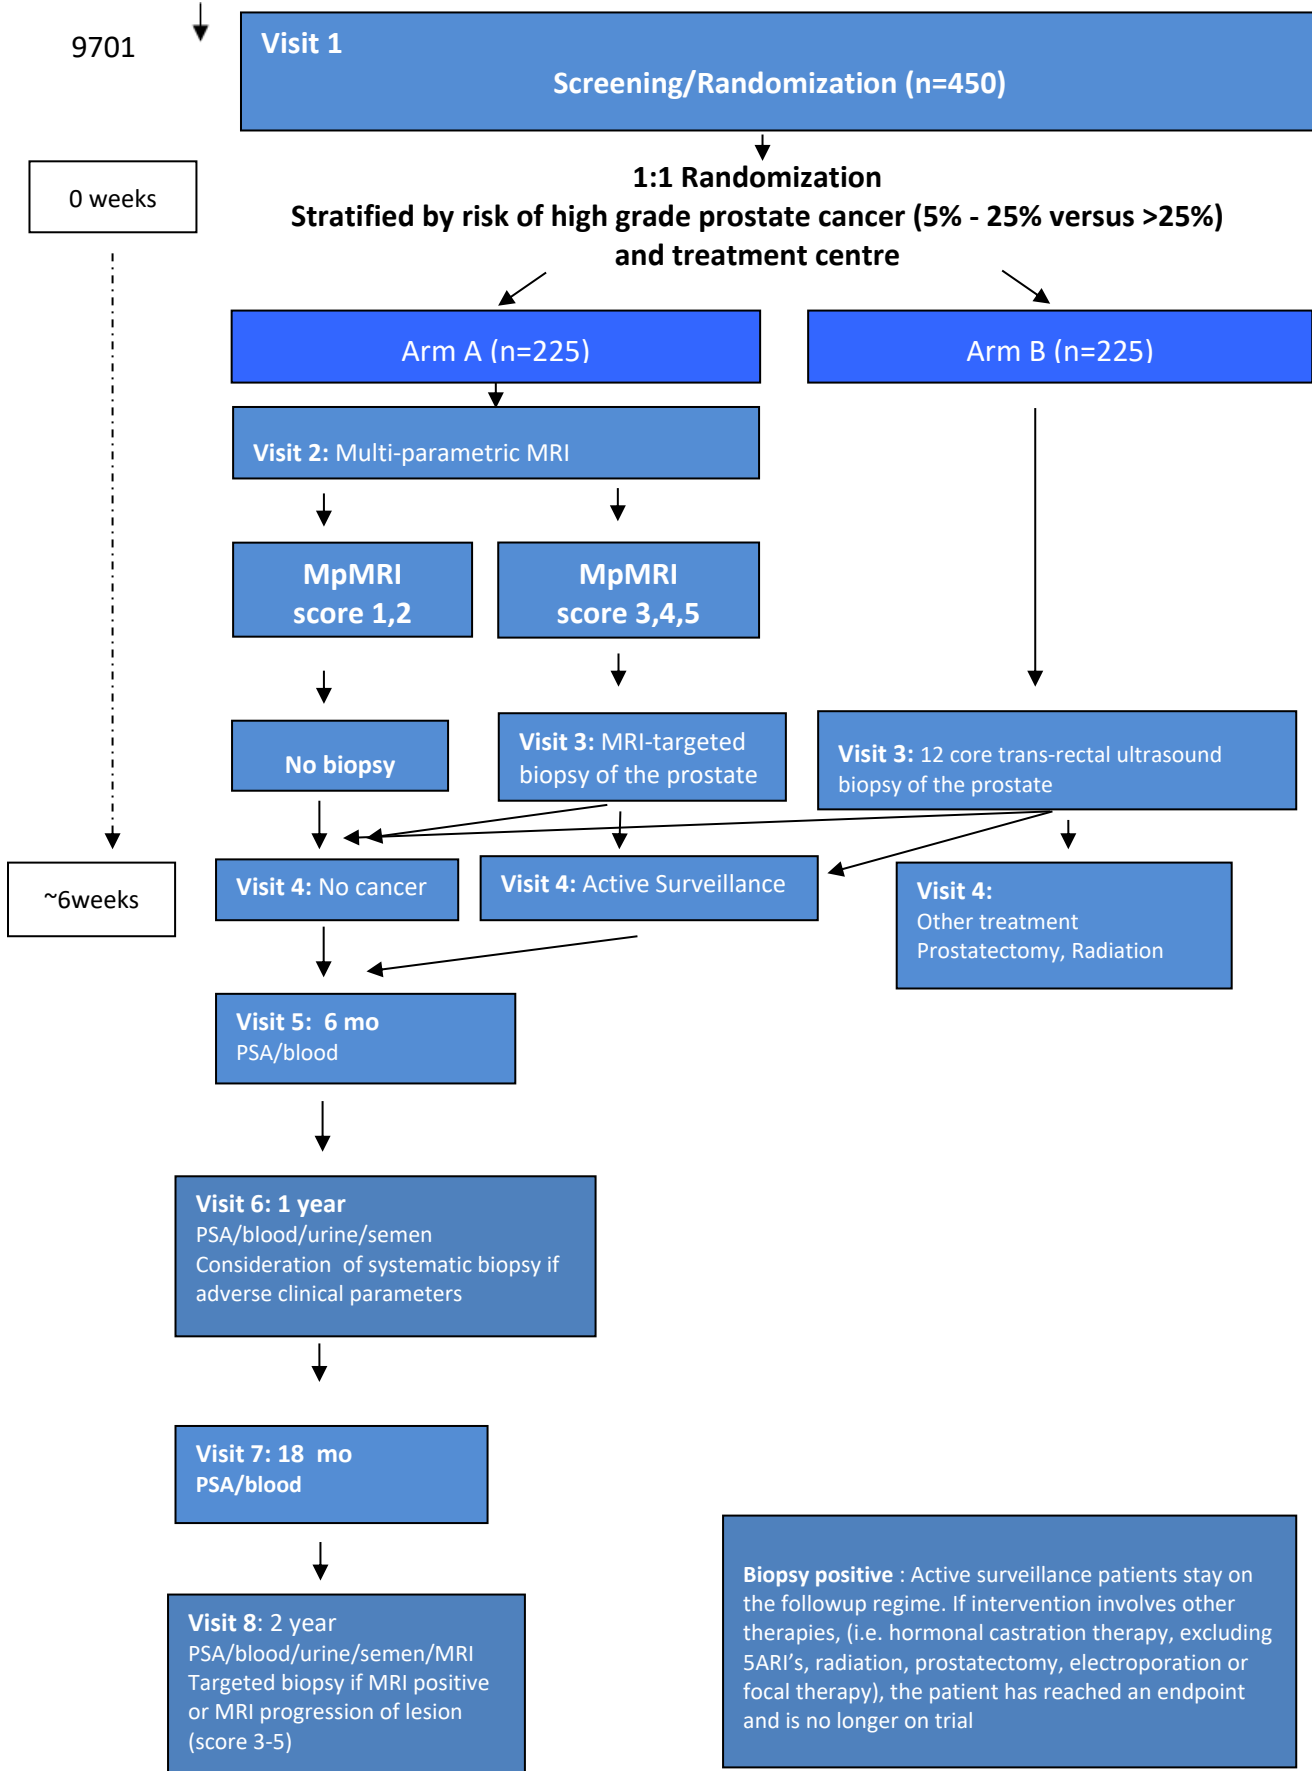 9701
Visit 1
Screening/Randomization (n=450)
0 weeks
1:1 Randomization
Stratified by risk of high grade prostate cancer (5% - 25% versus >25%)
and treatment centre
Arm A (n=225)
Arm B (n=225)
Visit 2: Multi-parametric MRI
MpMRI
score 1,2
MpMRI
score 3,4,5
No biopsy
Visit 3: MRI-targeted
biopsy of the prostate
Visit 3: 12 core trans-rectal ultrasound
biopsy of the prostate
~6weeks
Visit 4: No cancer
Visit 4: Active Surveillance
Visit 4:
Other treatment
Prostatectomy, Radiation
Visit 5: 6 mo
PSA/blood
Visit 6: 1 year
PSA/blood/urine/semen
Consideration of systematic biopsy if
adverse clinical parameters
Visit 7: 18 mo
PSA/blood
Visit 8: 2 year
PSA/blood/urine/semen/MRI
Targeted biopsy if MRI positive
or MRI progression of lesion
(score 3-5)
Biopsy positive : Active surveillance patients stay on
the followup regime. If intervention involves other
therapies, (i.e. hormonal castration therapy, excluding
5ARI's, radiation, prostatectomy, electroporation or
focal therapy), the patient has reached an endpoint
and is no longer on trial